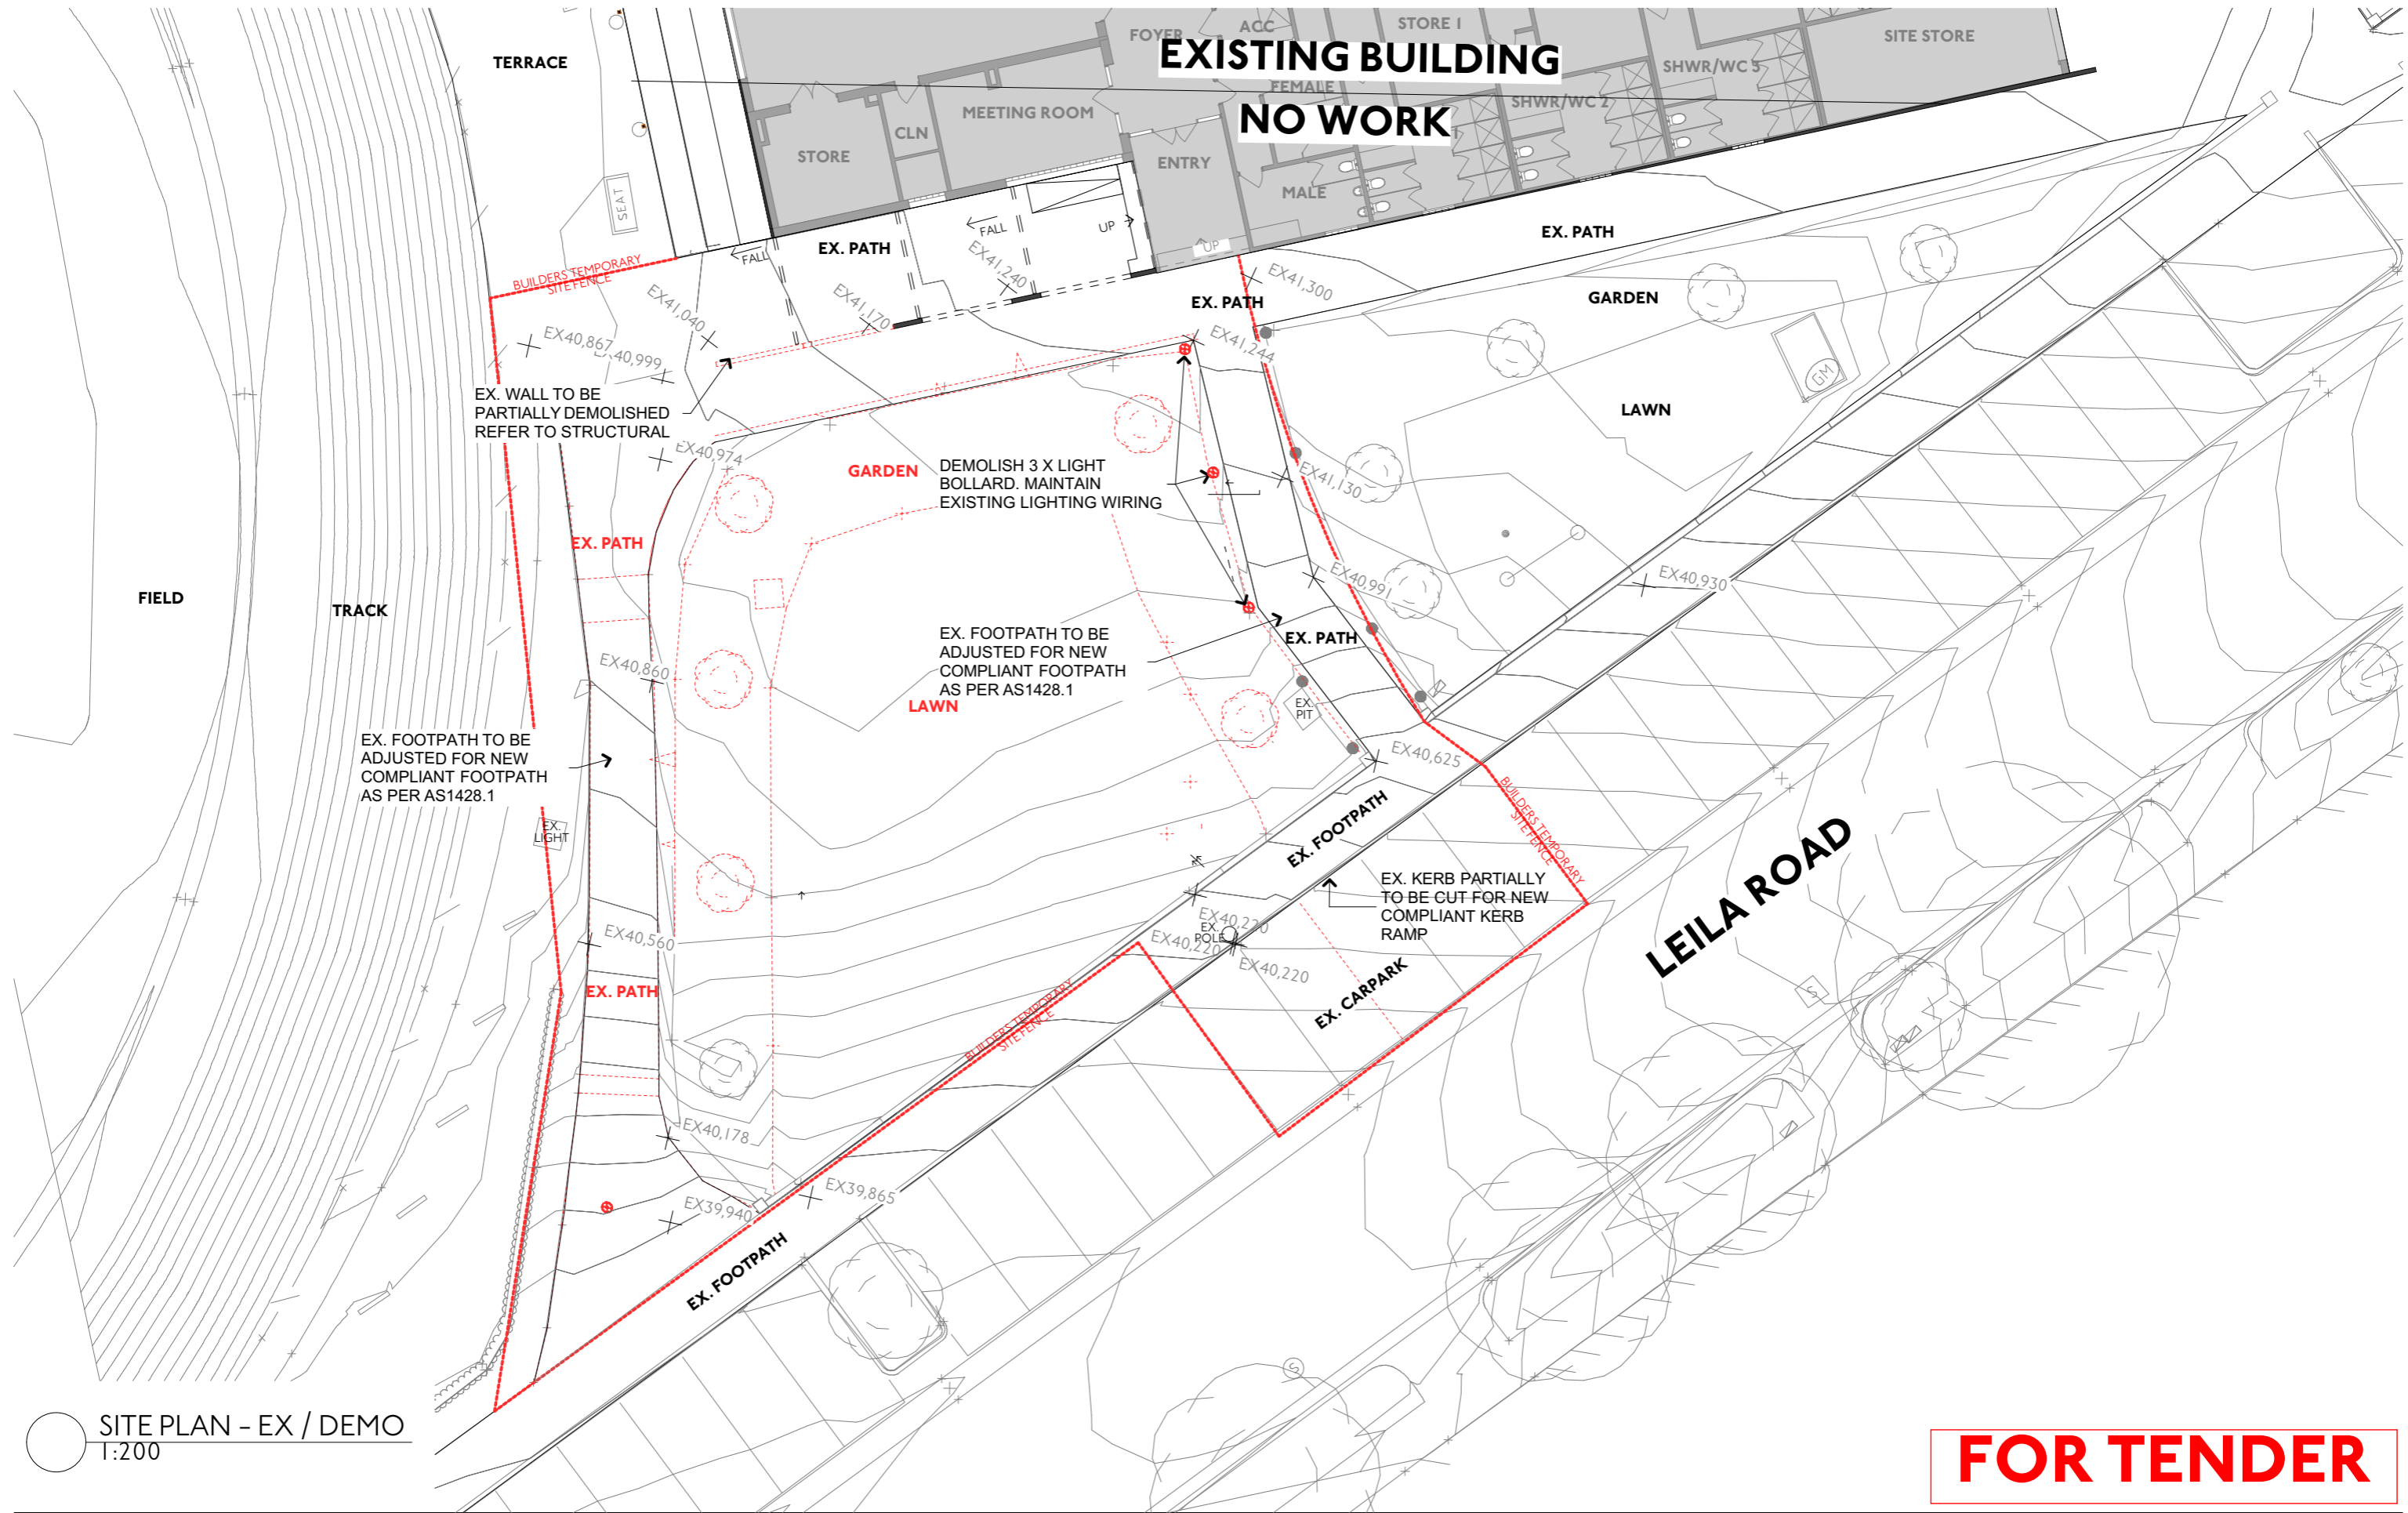 FOYER
ACC
STORE 1
SITE STORE
TERRACE
EXISTING BUILDING
SHWR/WC 3
FEMALE
SHWR/WC 2
MEETING ROOM
NO WORK
CLN
STORE
ENTRY
MALE
SEAT
FALL
UP
EX. PATH
UP
EX. PATH
FALL
BUILDERS TEMPORARY
SITE FENCE
EX41,240
EX41,300
EX41,040
EX41,170
EX. PATH
GARDEN
EX40,867
EX41,244
40,999
GM
EX. WALL TO BE
PARTIALLY DEMOLISHED
REFER TO STRUCTURAL
LAWN
EX40,974
GARDEN
DEMOLISH 3 X LIGHT
BOLLARD. MAINTAIN
EXISTING LIGHTING WIRING
EX41,130
EX. PATH
EX40,991
EX40,930
FIELD
TRACK
EX. FOOTPATH TO BE
ADJUSTED FOR NEW
COMPLIANT FOOTPATH
AS PER AS1428.1
EX. PATH
EX40,860
LAWN
EX.
PIT
EX. FOOTPATH TO BE
ADJUSTED FOR NEW
COMPLIANT FOOTPATH
AS PER AS1428.1
EX40,625
BUILDERS TEMPORARY
SITE FENCE
EX.
LIGHT
EX. FOOTPATH
LEILA ROAD
EX. KERB PARTIALLY
TO BE CUT FOR NEW
COMPLIANT KERB
RAMP
EX40,220
EX.
POLE
EX40,560
EX40,220
EX40,220
EX. PATH
EX. CARPARK
S
BUILDERS TEMPORARY
SITE FENCE
EX40,178
EX39,865
EX39,940
EX. FOOTPATH
S
SITE PLAN - EX / DEMO
1:200
FOR TENDER